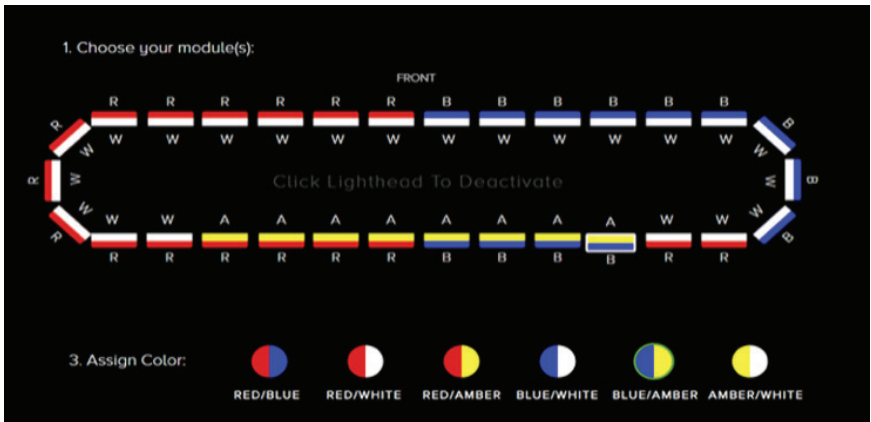 1. Choose your module(s):
FRONT
R R R R R R B B B B B B
W W W W W W W W W W W W
R W W B
R W Click Lighthead To Deactivate W B
R W W B
W W A A A A A A A A W W
R R R R R R B B B B R R
3. Assign Color:
RED/BLUE RED/WHITE RED/AMBER BLUE/WHITE BLUE/AMBER AMBER/WHITE